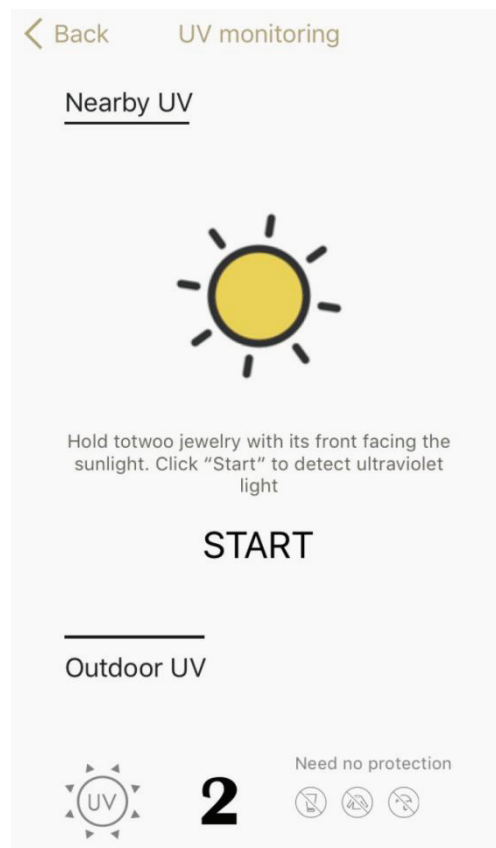 Back
UV monitoring
Nearby UV
Hold totwoo jewelry with its front facing the
sunlight. Click “Start” to detect ultraviolet
light
START
Outdoor UV
UV
2
Need no protection